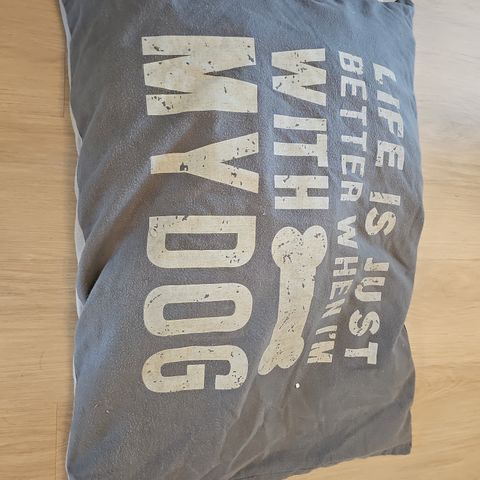 LIFE IS JUST
BETTER WHEN I'M
WITH
MY DOG